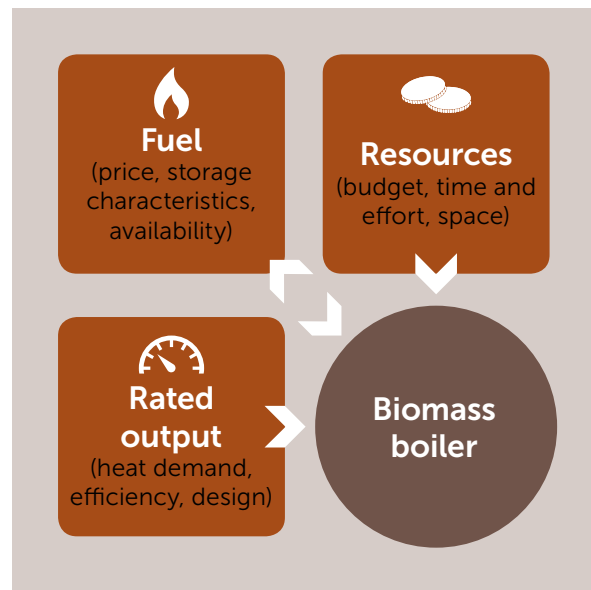 Fuel
(price, storage
characteristics,
availability)
Resources
(budget, time and
effort, space)
Rated
output
(heat demand,
efficiency, design)
Biomass
boiler